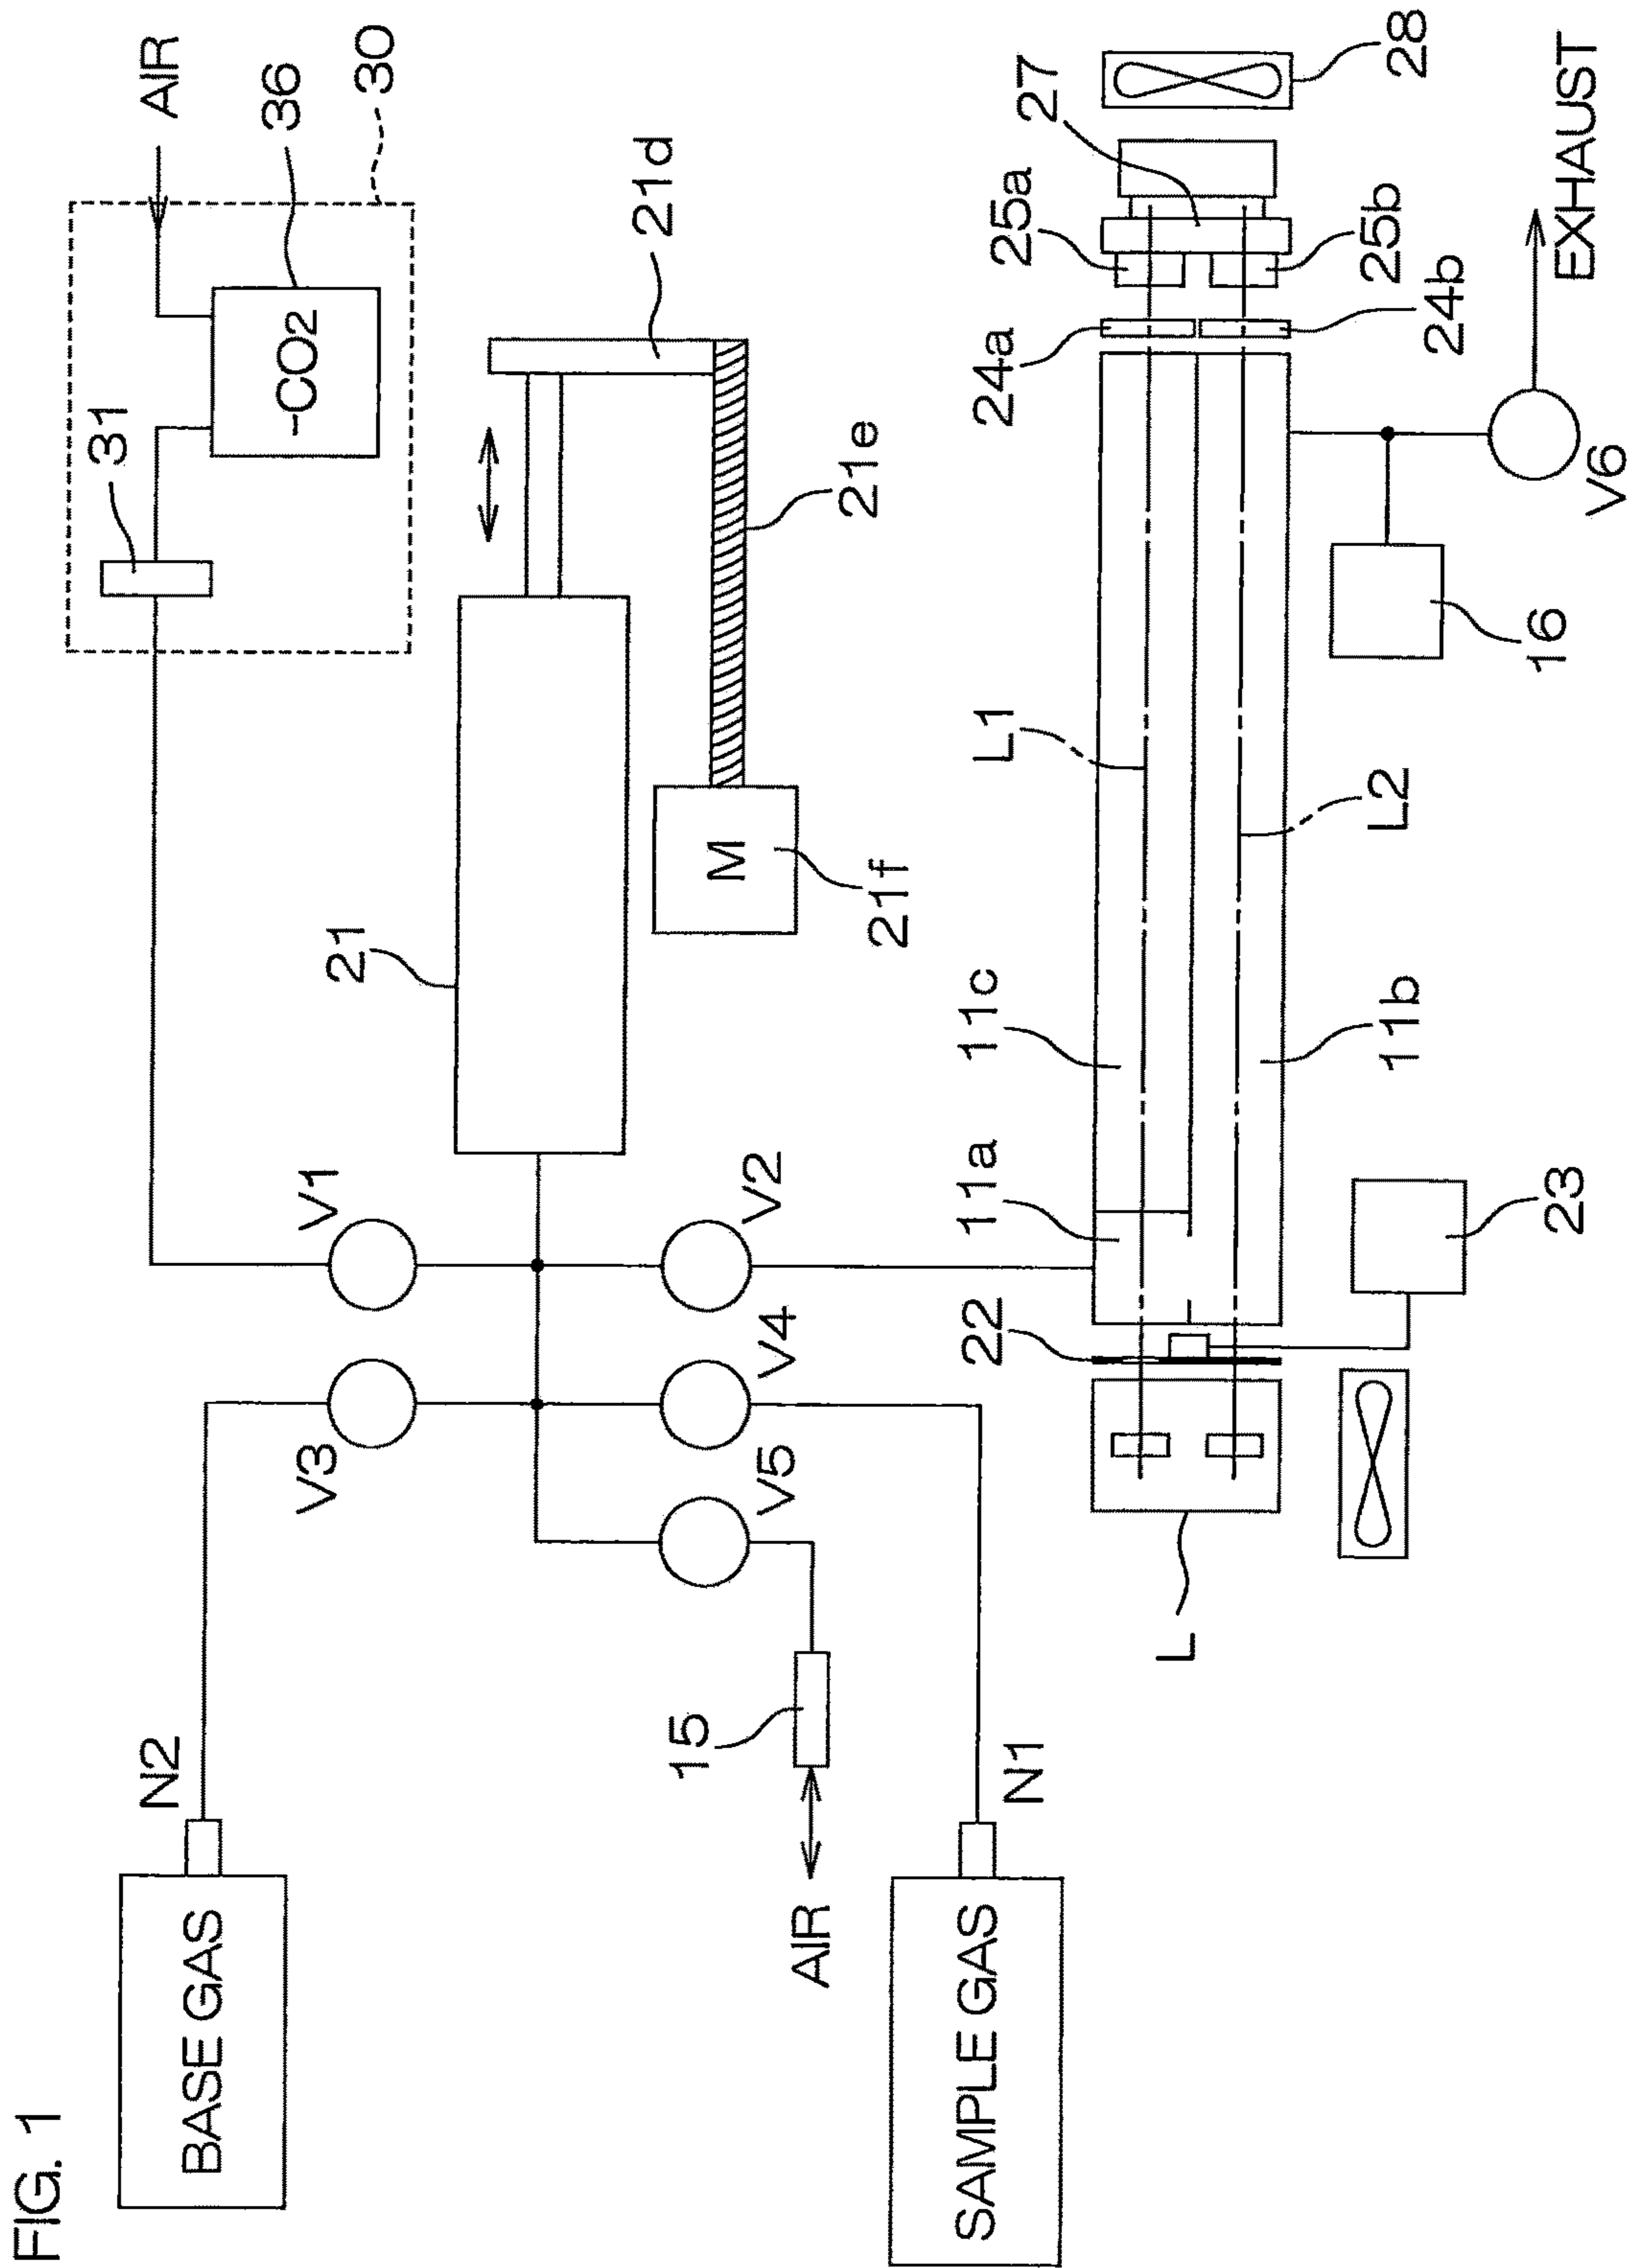 FIG. 1
BASE GAS
N2
V3
V1
31
-CO2
36
30
AIR
21
21d
M
21f
21e
V4
V2
V5
15
AIR
SAMPLE GAS
N1
L
22
11a
11c
L1
24a
25a
27
28
23
11b
L2
16
V6
24b
25b
EXHAUST